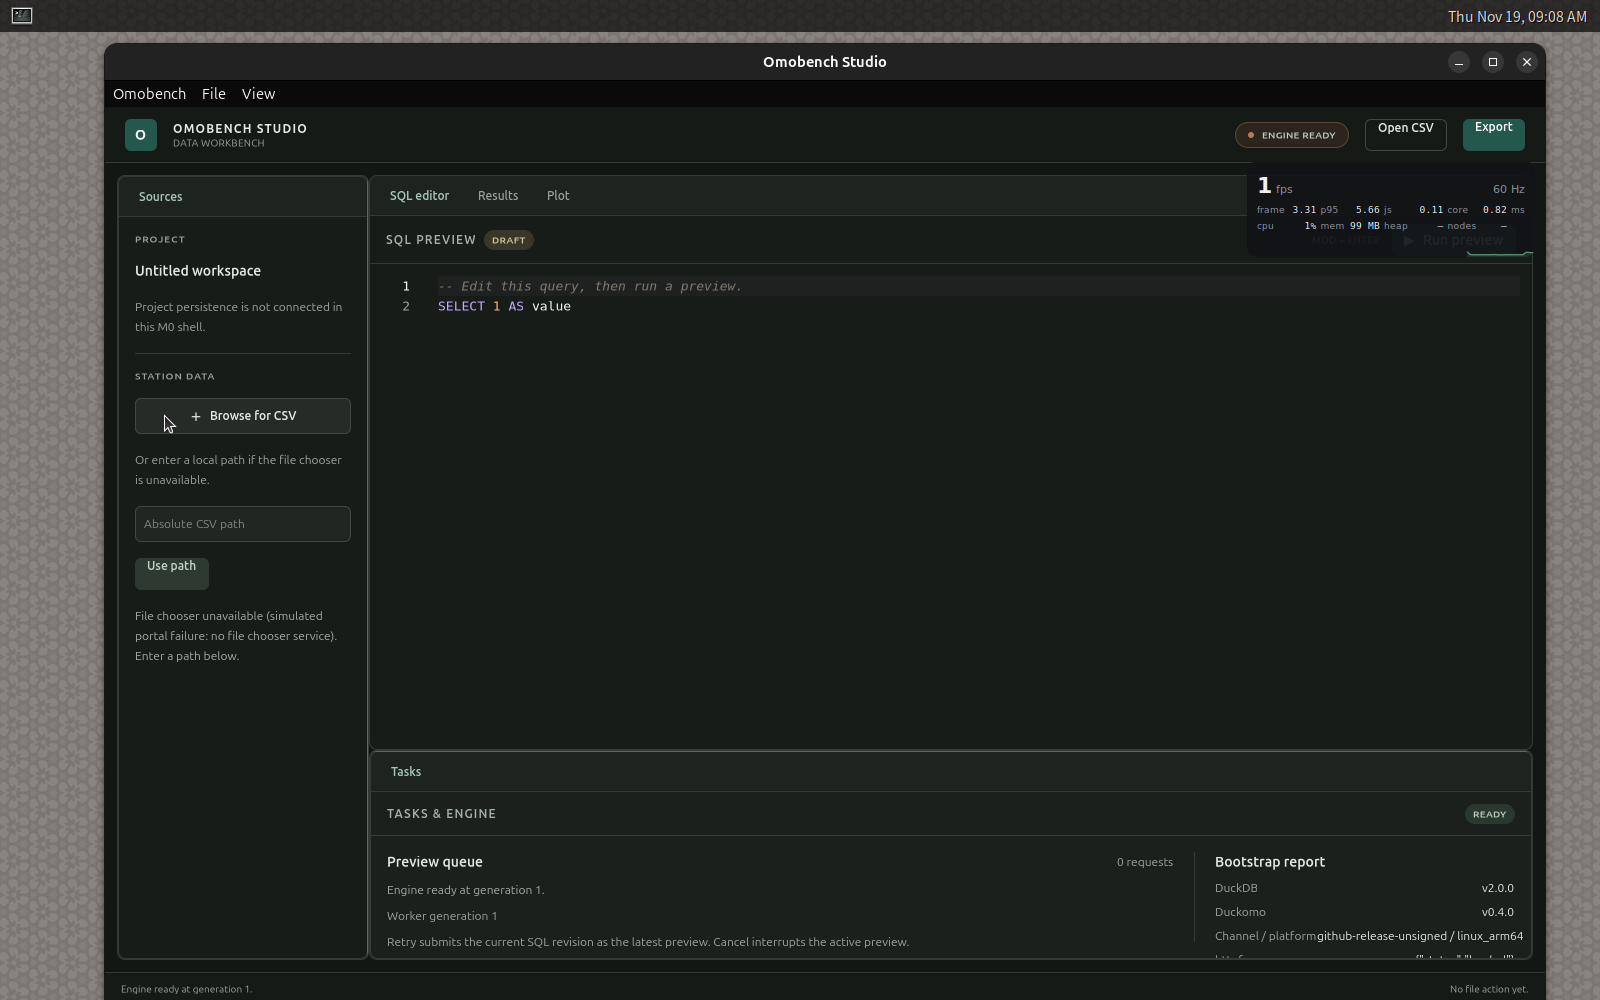 Thu Nov 19, 09:08 AM
Omobench Studio
Omobench File View
O
OMOBENCH STUDIO
DATA WORKBENCH
ENGINE READY
Open CSV
Export
1 fps 60 Hz
frame 3.31 p95 5.66 js 0.11 core 0.82 ms
cpu 1% mem 99 MB heap – nodes –
Sources
PROJECT
Untitled workspace
Project persistence is not connected in
this M0 shell.
STATION DATA
+ Browse for CSV
Or enter a local path if the file chooser
is unavailable.
Absolute CSV path
Use path
File chooser unavailable (simulated
portal failure: no file chooser service).
Enter a path below.
SQL editor Results Plot
SQL PREVIEW DRAFT
Run preview
1 -- Edit this query, then run a preview.
2 SELECT 1 AS value
Tasks
TASKS & ENGINE
READY
Preview queue
0 requests
Engine ready at generation 1.
Worker generation 1
Retry submits the current SQL revision as the latest preview. Cancel interrupts the active preview.
Bootstrap report
DuckDB v2.0.0
Duckomo v0.4.0
Channel / platform github-release-unsigned / linux_arm64
Engine ready at generation 1.
No file action yet.